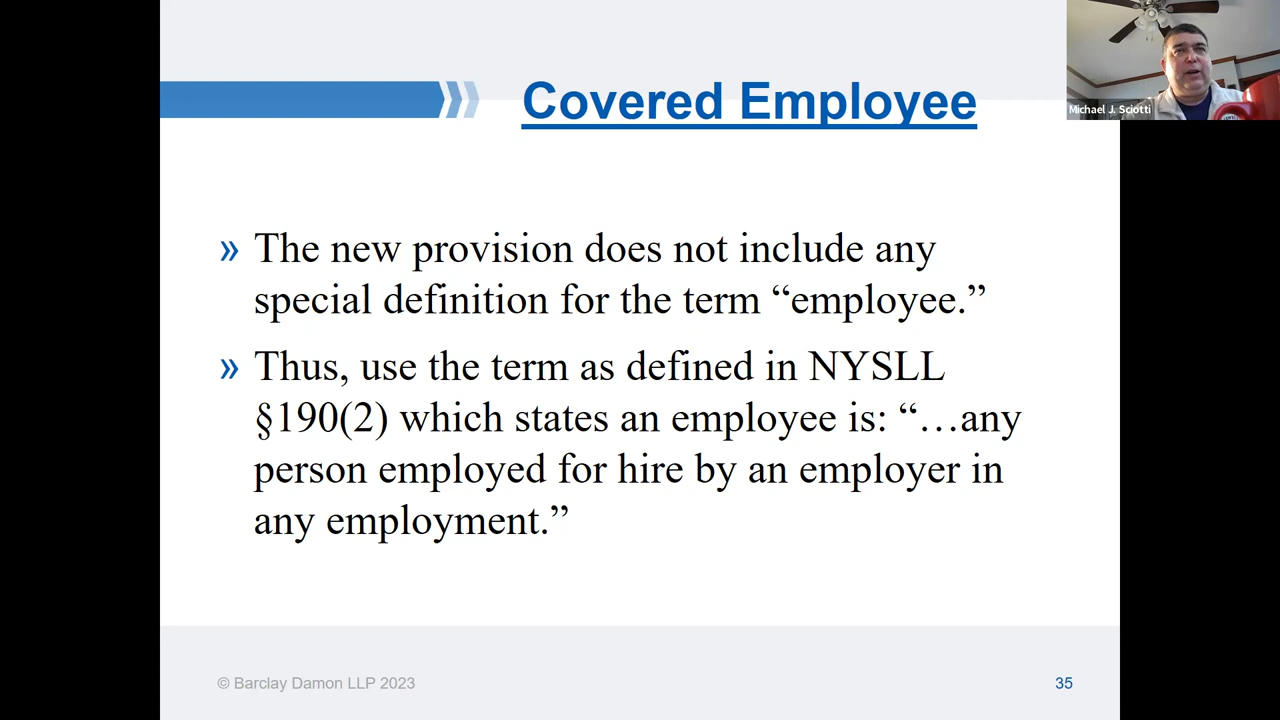 Covered Employee
Michael J. Sciotti
» The new provision does not include any
special definition for the term “employee.”
» Thus, use the term as defined in NYSLL
§190(2) which states an employee is: “…any
person employed for hire by an employer in
any employment.”
© Barclay Damon LLP 2023
35